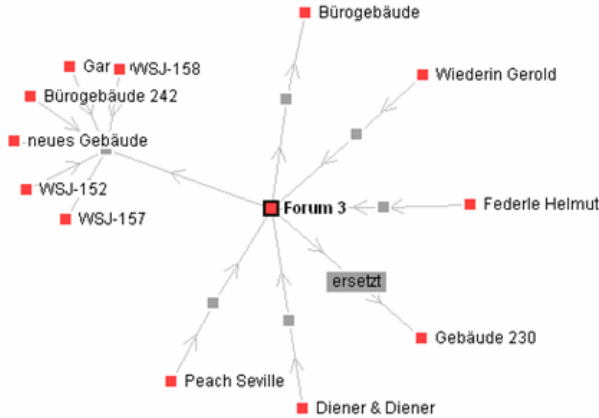 Bürogebäude
Gar
WSJ-158
Wiederin Gerold
Bürogebäude 242
neues Gebäude
WSJ-152
WSJ-157
Forum 3
Federle Helmut
ersetzt
Gebäude 230
Peach Seville
Diener & Diener